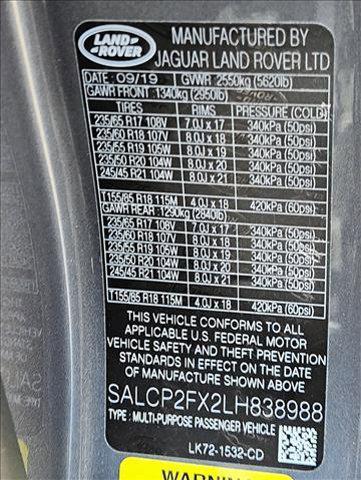 LAND-
ROVER
MANUFACTURED BY
JAGUAR LAND ROVER LTD
DATE 09/19 GVWR 2550kg (5620lb)
GAWR FRONT: 1340kg (2950lb)
TIRES RIMS PRESSURE (COLD)
235/65 R17 108V 7.0J x 17 340kPa (50psi)
235/60 R18 107V 8.0J x 18 340kPa (50psi)
235/55 R19 105W 8.0J x 19 340kPa (50psi)
235/50 R20 104W 8.0J x 20 340kPa (50psi)
245/45 R21 104W 8.0J x 21 340kPa (50psi)
T155/85 R18 115M 4.0J x 18 420kPa (60psi)
GAWR REAR 1290kg (2840lb)
235/65 R17 108V 7.0J x 17 340kPa (50psi)
235/60 R18 107V 8.0J x 18 340kPa (50psi)
235/55 R19 105W 8.0J x 19 340kPa (50psi)
235/50 R20 104W 8.0J x 20 340kPa (50psi)
245/45 R21 104W 8.0J x 21 340kPa (50psi)
T155/85 R18 115M 4.0J x 18 420kPa (60psi)
THIS VEHICLE CONFORMS TO ALL
APPLICABLE U.S. FEDERAL MOTOR
VEHICLE SAFETY AND THEFT PREVENTION
STANDARDS IN EFFECT ON THE DATE OF
MANUFACTURE SHOWN ABOVE
SALCP2FX2LH838988
TYPE : MULTI-PURPOSE PASSENGER VEHICLE
LK72-1532-CD